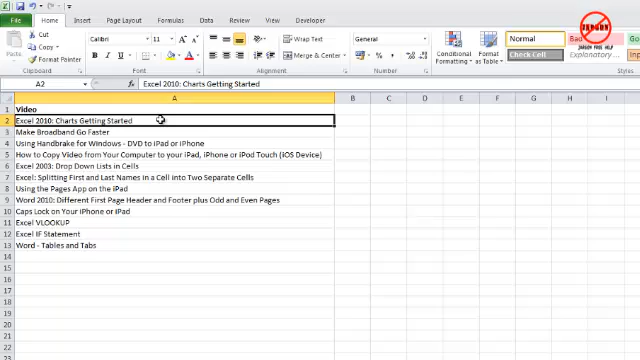 File Home Insert Page Layout Formulas Data Review View Developer
Cut
Copy
Format Painter
Paste
Clipboard
Calibri 11
Font
Wrap Text
Merge & Center
Alignment
General
Number
Conditional Formatting
Format as Table
Normal Bad
Check Cell Explanatory
A2 fx Excel 2010: Charts Getting Started
A B C D E F G H I
1 Video
2 Excel 2010: Charts Getting Started
3 Make Broadband Go Faster
4 Using Handbrake for Windows - DVD to iPad or iPhone
5 How to Copy Video from Your Computer to your iPad, iPhone or iPod Touch (iOS Device)
6 Excel 2003: Drop Down Lists in Cells
7 Excel: Splitting First and Last Names in a Cell into Two Separate Cells
8 Using the Pages App on the iPad
9 Word 2010: Different First Page Header and Footer plus Odd and Even Pages
10 Caps Lock on Your iPhone or iPad
11 Excel VLOOKUP
12 Excel IF Statement
13 Word - Tables and Tabs
14
15
16
17
18
19
20
21
22
23